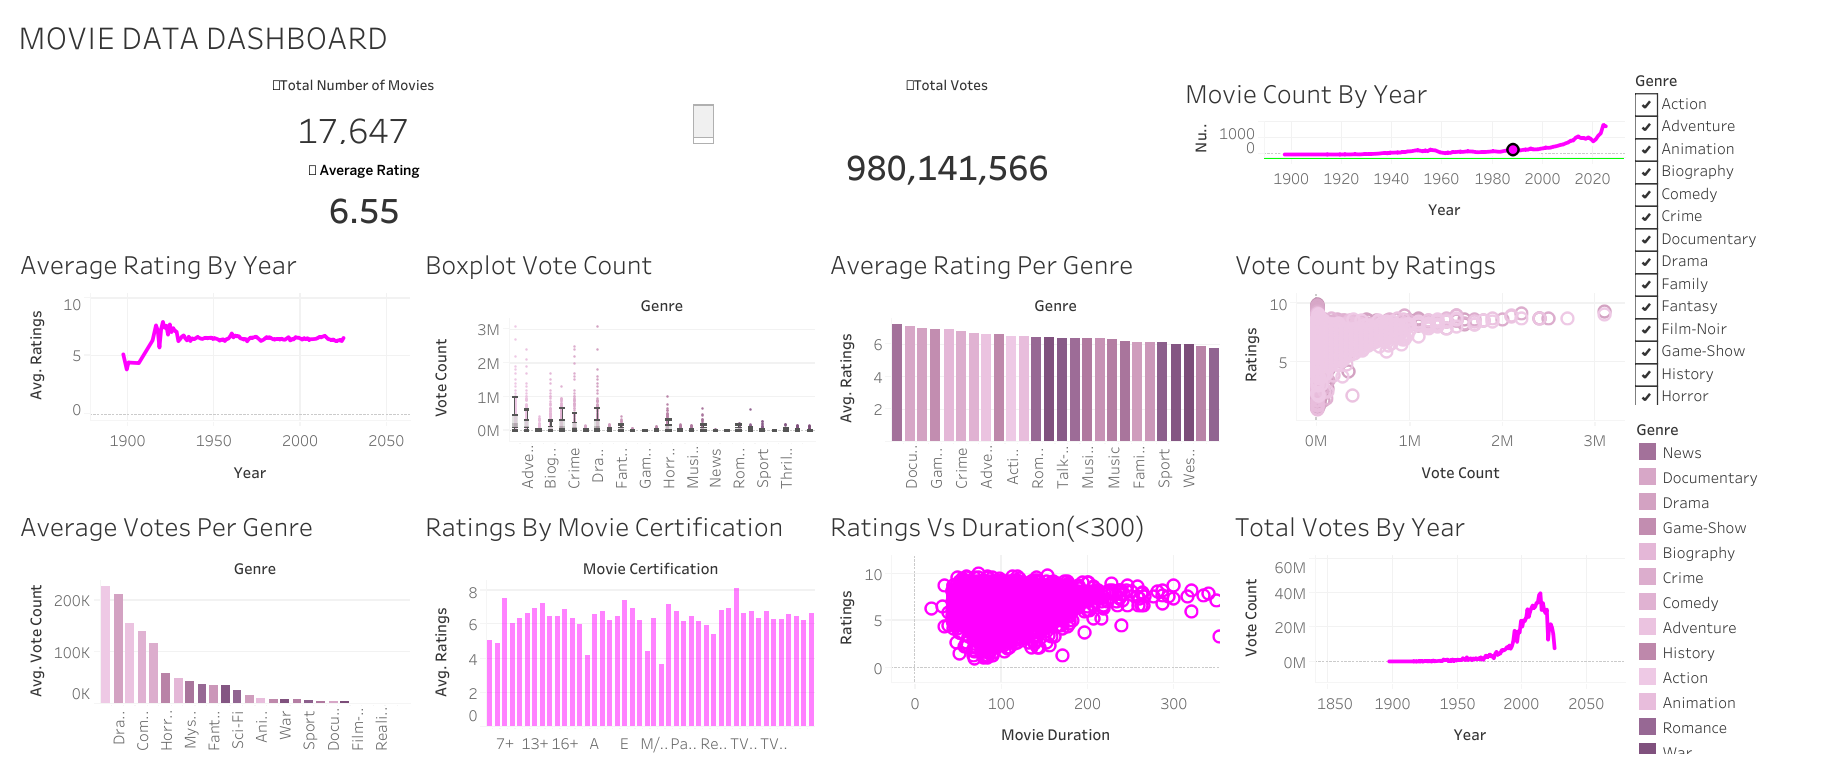 MOVIE DATA DASHBOARD
Total Number of Movies
17,647
Average Rating
6.55
Total Votes
980,141,566
Movie Count By Year
Nu..
1000
0
1900 1920 1940 1960 1980 2000 2020
Year
Genre
Action
Adventure
Animation
Biography
Comedy
Crime
Documentary
Drama
Family
Fantasy
Film-Noir
Game-Show
History
Horror
Average Rating By Year
Avg. Ratings
10
5
0
1900 1950 2000 2050
Year
Boxplot Vote Count
Genre
Vote Count
3M
2M
1M
0M
Adve.. Biog.. Crime Dra.. Fant.. Gam.. Horr.. Musi.. News Rom.. Sport Thril..
Average Rating Per Genre
Genre
Avg. Ratings
6
4
2
Docu.. Gam.. Crime Adve.. Acti.. Rom.. Talk-.. Musi.. Music Fami.. Sport Wes..
Vote Count by Ratings
Ratings
10
5
0M 1M 2M 3M
Vote Count
Genre
News
Documentary
Drama
Game-Show
Biography
Crime
Comedy
Adventure
History
Action
Animation
Romance
War
Average Votes Per Genre
Genre
Avg. Vote Count
200K
100K
0K
Dra.. Com.. Horr.. Mys.. Fant.. Sci-Fi Ani.. War Sport Docu.. Film-.. Reali..
Ratings By Movie Certification
Movie Certification
Avg. Ratings
8
6
4
2
0
7+ 13+ 16+ A E M/.. Pa.. Re.. TV.. TV..
Ratings Vs Duration(<300)
Ratings
10
5
0
0 100 200 300
Movie Duration
Total Votes By Year
Vote Count
60M
40M
20M
0M
1850 1900 1950 2000 2050
Year